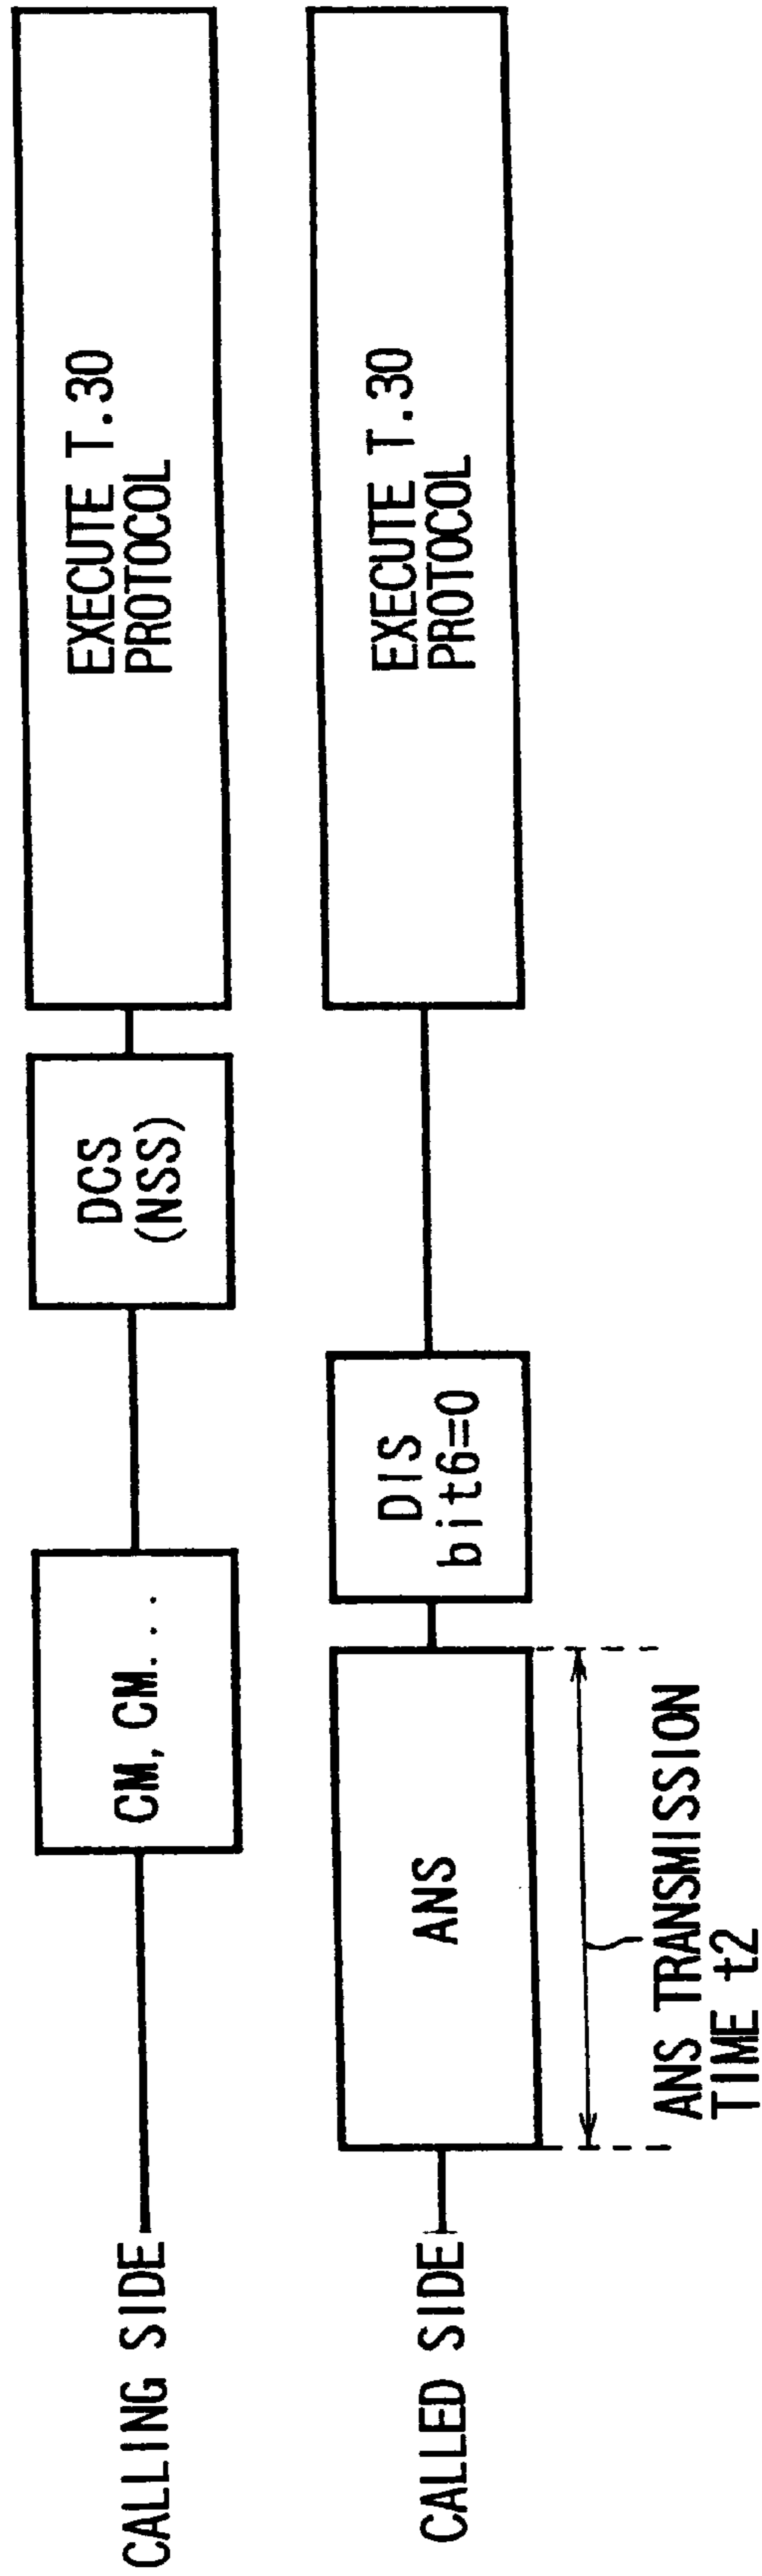 CALLING SIDE
CM, CM...
DCS
(NSS)
EXECUTE T.30
PROTOCOL
CALLED SIDE
ANS
DIS
bit6=0
EXECUTE T.30
PROTOCOL
ANS TRANSMISSION
TIME t2